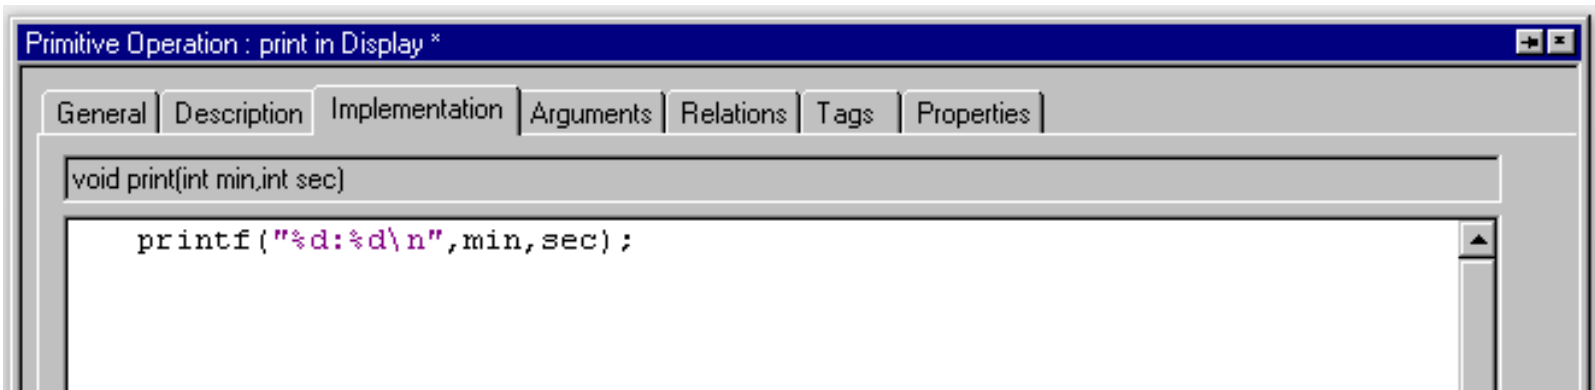 Primitive Operation : print in Display *
General Description Implementation Arguments Relations Tags Properties
void print(int min,int sec)
printf("%d:%d\n",min,sec);